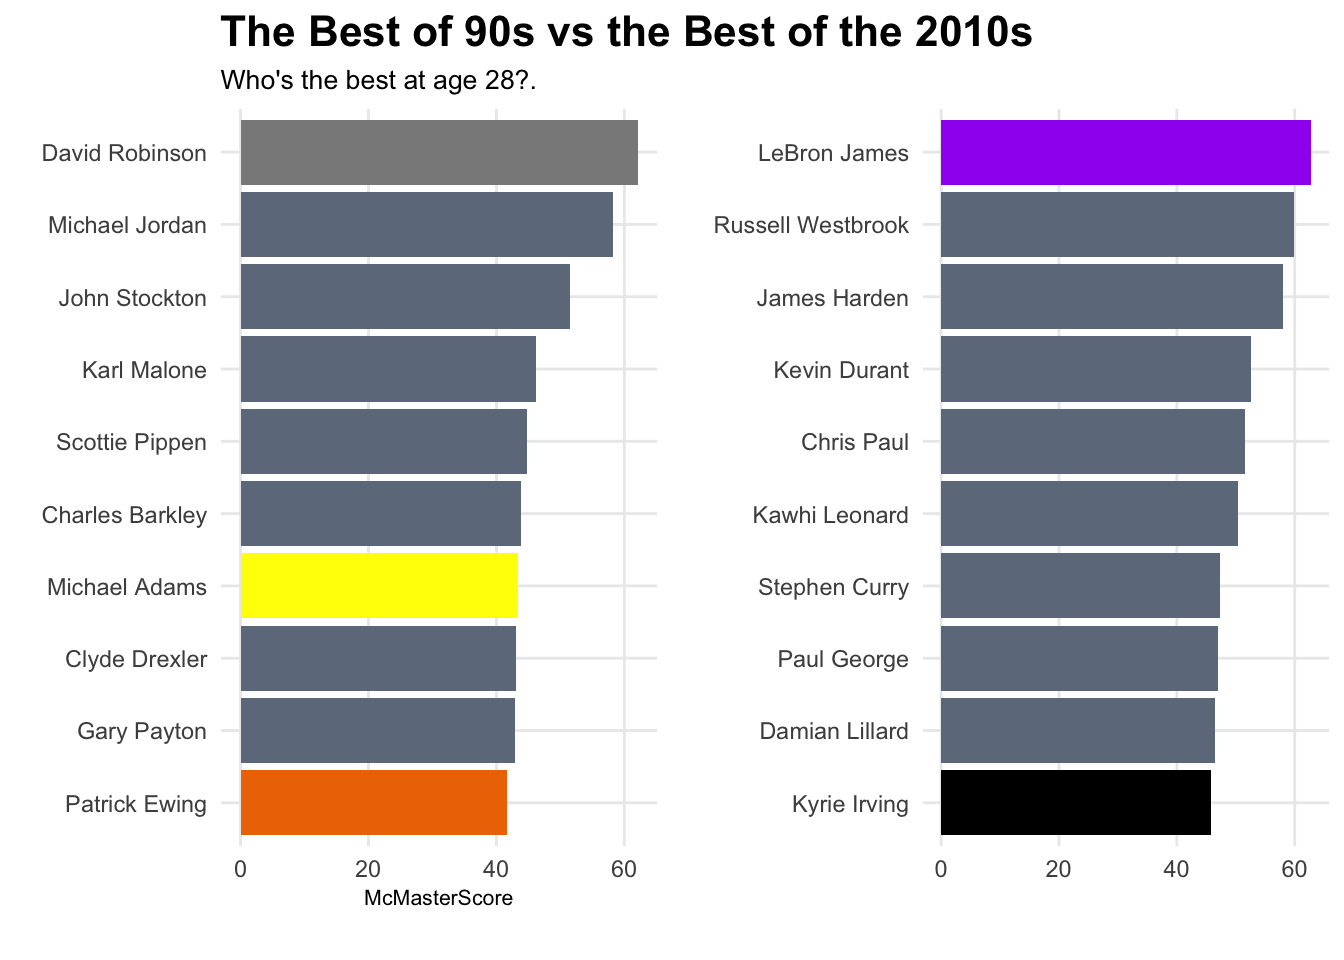 The Best of 90s vs the Best of the 2010s
Who's the best at age 28?.
David Robinson
Michael Jordan
John Stockton
Karl Malone
Scottie Pippen
Charles Barkley
Michael Adams
Clyde Drexler
Gary Payton
Patrick Ewing
0 20 40 60
McMasterScore
LeBron James
Russell Westbrook
James Harden
Kevin Durant
Chris Paul
Kawhi Leonard
Stephen Curry
Paul George
Damian Lillard
Kyrie Irving
0 20 40 60